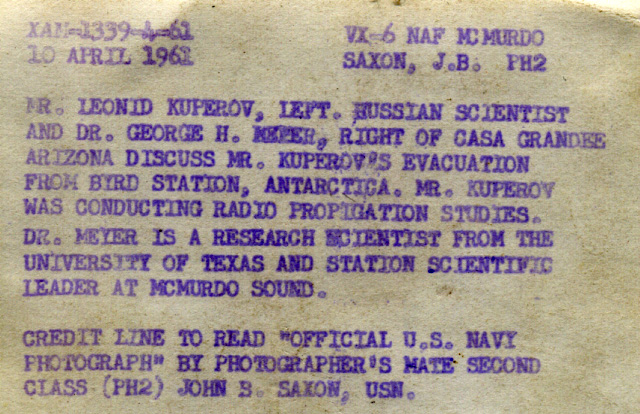 XAM-1339-4-61 VX-6 NAF MCMURDO
10 APRIL 1961 SAXON, J.B. PH2
MR. LEONID KUPEROV, LEFT. RUSSIAN SCIENTIST
AND DR. GEORGE H. MEYER, RIGHT OF CASA GRANDEE
ARIZONA DISCUSS MR. KUPEROV'S EVACUATION
FROM BYRD STATION, ANTARCTICA. MR. KUPEROV
WAS CONDUCTING RADIO PROPIGATION STUDIES.
DR. MEYER IS A RESEARCH SCIENTIST FROM THE
UNIVERSITY OF TEXAS AND STATION SCIENTIFIC
LEADER AT MCMURDO SOUND.
CREDIT LINE TO READ "OFFICIAL U.S. NAVY
PHOTOGRAPH" BY PHOTOGRAPHER'S MATE SECOND
CLASS (PH2) JOHN B. SAXON, USN.